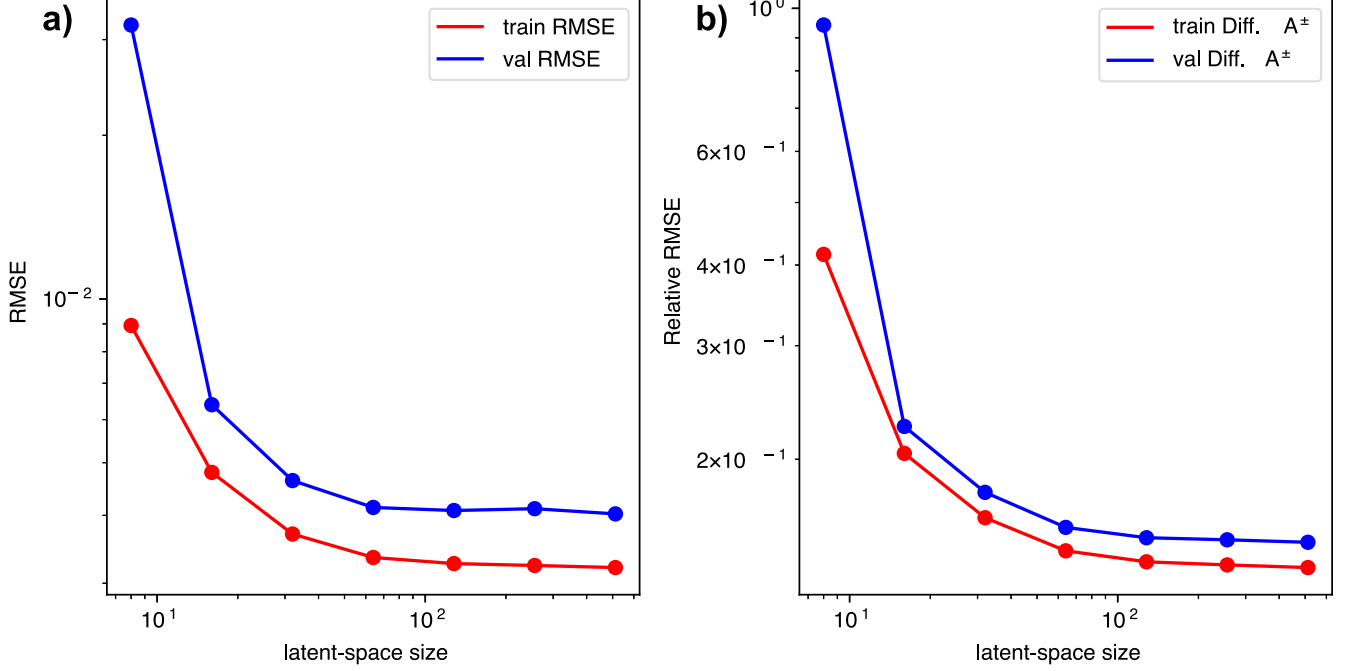 a)
train RMSE
val RMSE
RMSE
10⁻²
10¹
10²
latent-space size
b)
train Diff. A±
val Diff. A±
Relative RMSE
10⁰
6×10⁻¹
4×10⁻¹
3×10⁻¹
2×10⁻¹
10¹
10²
latent-space size